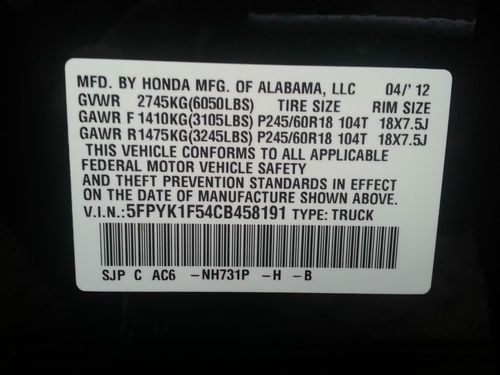 MFD. BY HONDA MFG. OF ALABAMA, LLC 04/'12
GVWR 2745KG(6050LBS) TIRE SIZE RIM SIZE
GAWR F 1410KG(3105LBS) P245/60R18 104T 18X7.5J
GAWR R1475KG(3245LBS) P245/60R18 104T 18X7.5J
THIS VEHICLE CONFORMS TO ALL APPLICABLE
FEDERAL MOTOR VEHICLE SAFETY
AND THEFT PREVENTION STANDARDS IN EFFECT
ON THE DATE OF MANUFACTURE SHOWN ABOVE.
V.I.N.:5FPYK1F54CB458191 TYPE: TRUCK
SJP C AC6 -NH731P -H -B